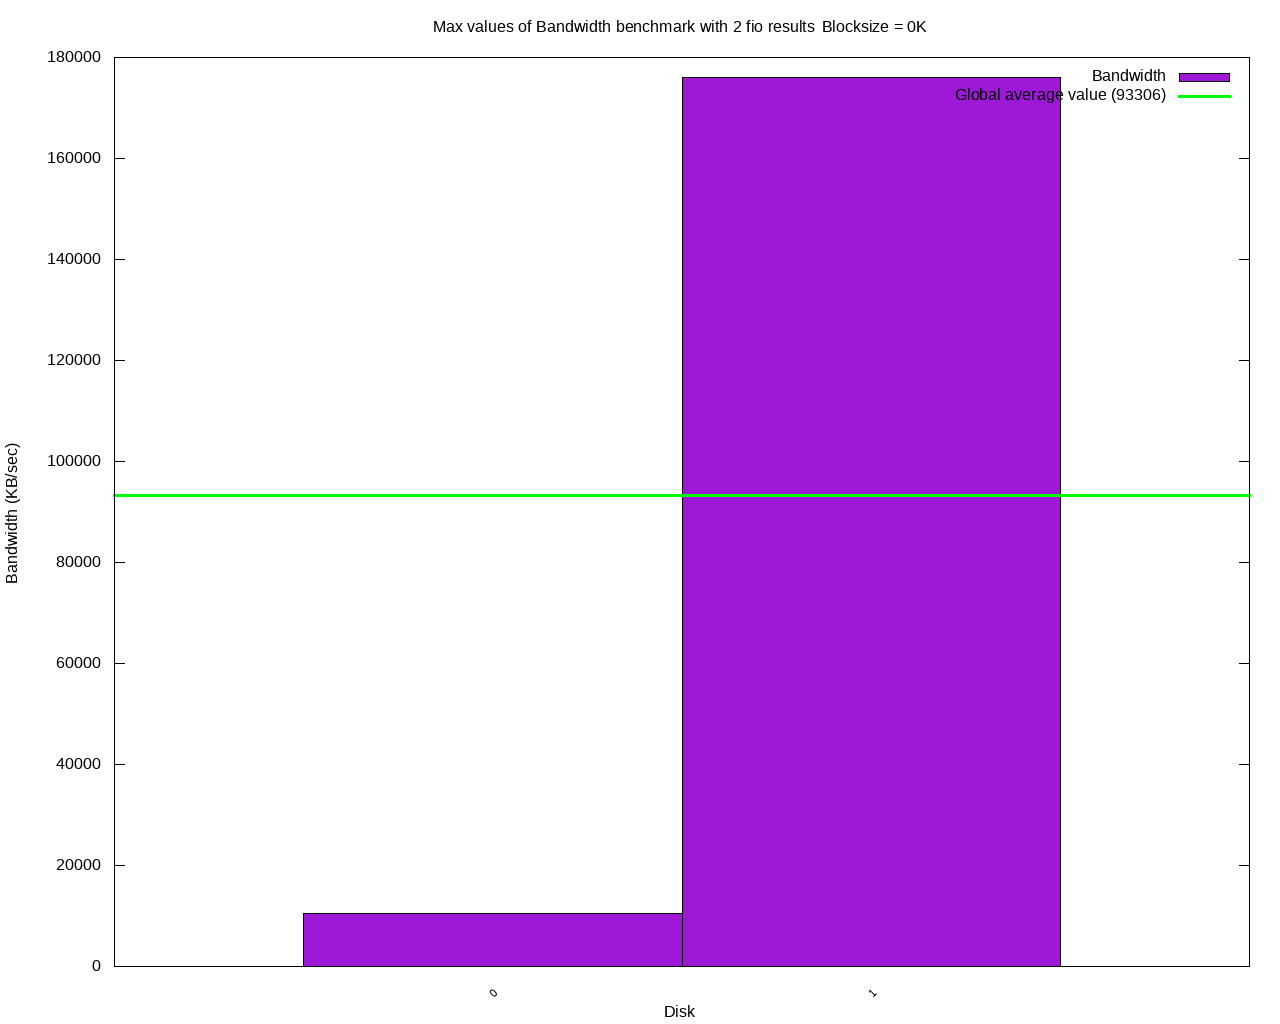 Max values of Bandwidth benchmark with 2 fio results Blocksize = 0K
180000
160000
140000
120000
100000
80000
60000
40000
20000
0
Bandwidth (KB/sec)
Bandwidth
Global average value (93306)
0
1
Disk